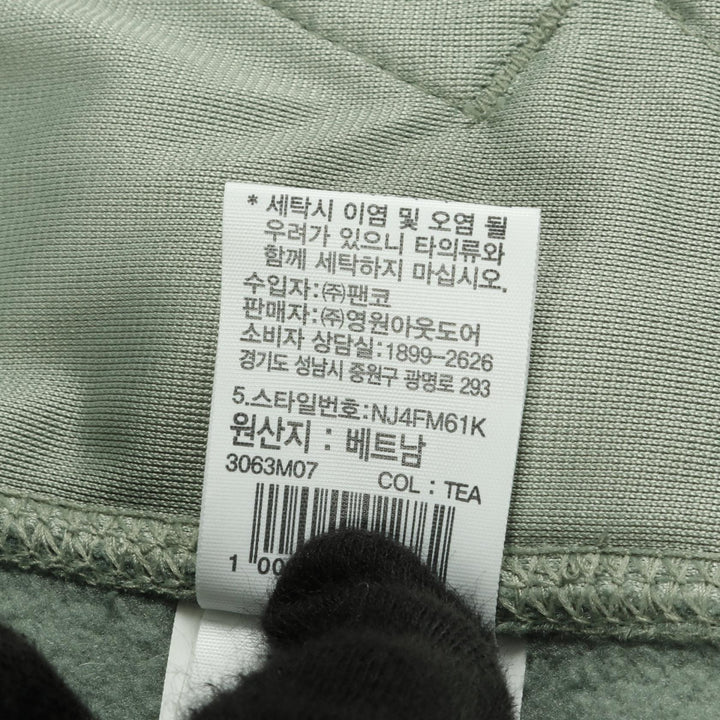 * 세탁시 이염 및 오염 될
우려가 있으니 타의류와
함께 세탁하지 마십시오.
수입자:㈜팬코
판매자:㈜영원아웃도어
소비자 상담실:1899-2626
경기도 성남시 중원구 광명로 293
5.스타일번호:NJ4FM61K
원산지 : 베트남
3063M07 COL : TEA
1 00